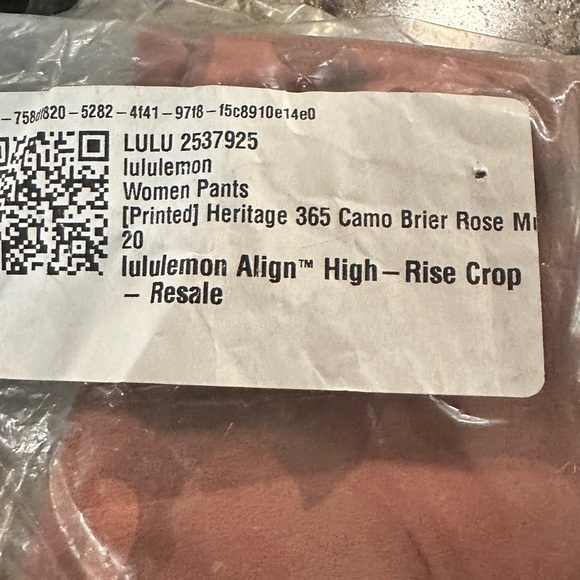 -5282-4f41-97f8-f5c8910e14e0
LULU 2537925
lululemon
Women Pants
[Printed] Heritage 365 Camo Brier Rose
20
lululemon Align™ High-Rise Crop
- Resale